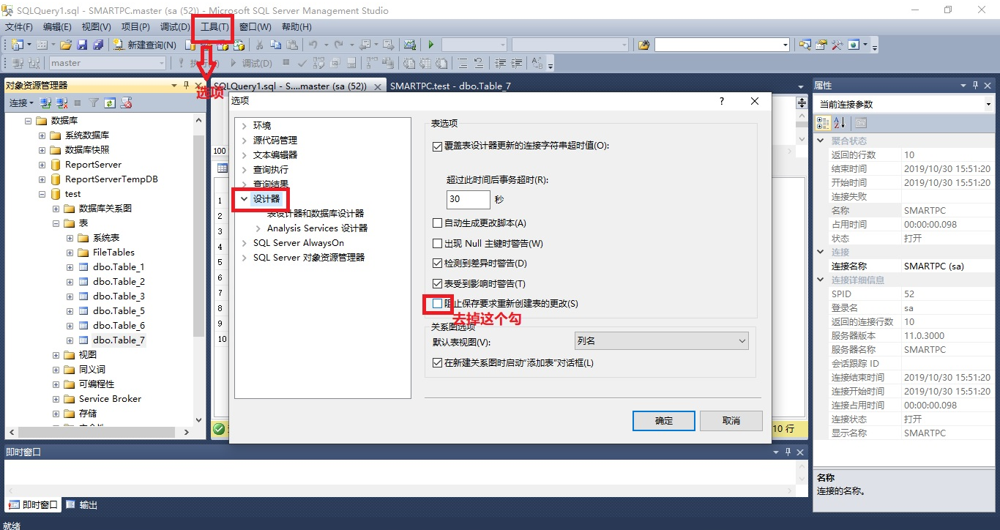 SQLQuery1.sql - SMARTPC.master (sa (52)) - Microsoft SQL Server Management Studio
文件(F) 编辑(E) 视图(V) 项目(P) 调试(D) 工具(T) 窗口(W) 帮助(H)
新建查询(N)
master
调试(D)
选项
对象资源管理器
连接
数据库
系统数据库
数据库快照
ReportServer
ReportServerTempDB
test
数据库关系图
表
系统表
FileTables
dbo.Table_1
dbo.Table_2
dbo.Table_3
dbo.Table_5
dbo.Table_6
dbo.Table_7
视图
同义词
可编程性
Service Broker
存储
SQLQuery1.sql - S....master (sa (52))
SMARTPC.test - dbo.Table_7
100
1
2
3
4
5
6
7
8
9
10
选项
环境
源代码管理
文本编辑器
查询执行
查询结果
设计器
表设计器和数据库设计器
Analysis Services 设计器
SQL Server AlwaysOn
SQL Server 对象资源管理器
表选项
覆盖表设计器更新的连接字符串超时值(O):
超过此时间后事务超时(R):
30 秒
自动生成更改脚本(A)
出现 Null 主键时警告(W)
检测到差异时警告(D)
表受到影响时警告(T)
阻止保存要求重新创建表的更改(S)
去掉这个勾
关系图选项
默认表视图(V): 列名
在新建关系图时启动“添加表”对话框(L)
确定 取消
10 行
属性
当前连接参数
聚合状态
返回的行数 10
结束时间 2019/10/30 15:51:20
开始时间 2019/10/30 15:51:20
连接失败
名称 SMARTPC
占用时间 00:00:00.098
状态 打开
连接
连接名称 SMARTPC (sa)
连接详细信息
SPID 52
登录名 sa
返回的连接行数 10
服务器版本 11.0.3000
服务器名称 SMARTPC
会话跟踪 ID
连接结束时间 2019/10/30 15:51:20
连接开始时间 2019/10/30 15:51:20
连接占用时间 00:00:00.098
连接状态 打开
显示名称 SMARTPC
名称
连接的名称。
即时窗口
即时窗口 输出
就绪